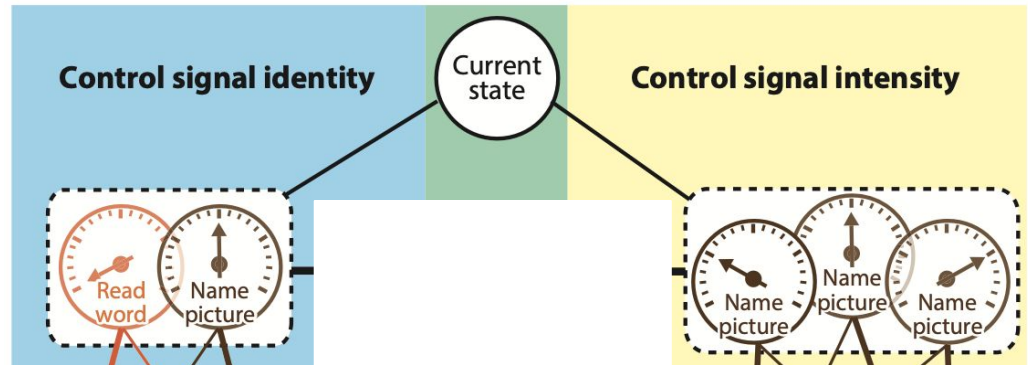 Control signal identity
Current
state
Control signal intensity
Read
word
Name
picture
Name
picture
Name
picture
Name
picture